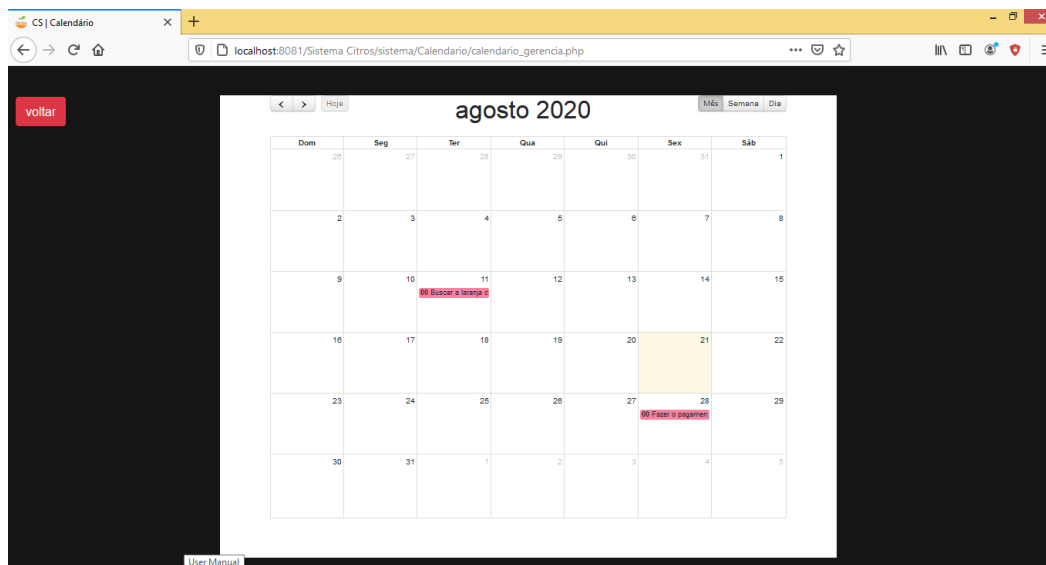 CS | Calendário
localhost:8081/Sistema Citros/sistema/Calendario/calendario_gerencia.php
voltar
Hoje
agosto 2020
Mês Semana Dia
Dom Seg Ter Qua Qui Sex Sáb
26 27 28 29 30 31 1
2 3 4 5 6 7 8
9 10 11 12 13 14 15
00 Buscar a laranja c
16 17 18 19 20 21 22
23 24 25 26 27 28 29
00 Fazer o pagamen
30 31 1 2 3 4 5
User Manual